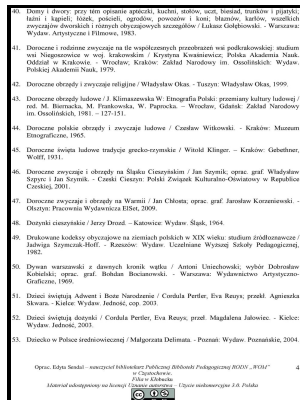 40. Domy i dwory: przy tém opisanie apteczki, kuchni, stołów, uczt, biesiad, trunków i pijatyki; łaźni i kąpieli; łóżek, pościeli, ogrodów, powozów i koni; błaznów, karłów, wszelkich zwyczajów dworskich i różnych obyczajowych szczegółów / Łukasz Gołębiowski. - Warszawa: Wydaw. Artystyczne i Filmowe, 1983.
41. Doroczne i rodzinne zwyczaje na tle współczesnych przeobrażeń wsi podkrakowskiej: studium wsi Niegoszowice w woj. krakowskim / Krystyna Kwaśniewicz; Polska Akademia Nauk. Oddział w Krakowie. - Wrocław; Kraków: Zakład Narodowy im. Ossolińskich: Wydaw. Polskiej Akademii Nauk, 1979.
42. Doroczne obrzędy i zwyczaje religijne / Władysław Okas. - Tuszyn: Władysław Okas, 1999.
43. Doroczne obrzędy ludowe / J. Klimaszewska W: Etnografia Polski: przemiany kultury ludowej / red. M. Biernacka, M. Frankowska, W. Paprocka. – Wrocław, Gdańsk: Zakład Narodowy im. Ossolińskich, 1981. – 127-151.
44. Doroczne polskie obrzędy i zwyczaje ludowe / Czesław Witkowski. - Kraków: Muzeum Etnograficzne, 1965.
45. Doroczne święta ludowe tradycje grecko-rzymskie / Witold Klinger. – Kraków: Gebethner, Wolff, 1931.
46. Doroczne zwyczaje i obrzędy na Śląsku Cieszyńskim / Jan Szymik; oprac. graf. Władysław Szpyrc i Jan Szymik. - Czeski Cieszyn: Polski Związek Kulturalno-Oświatowy w Republice Czeskiej, 2001.
47. Doroczne zwyczaje i obrzędy na Warmii / Jan Chłosta; oprac. graf. Jarosław Korzeniewski. - Olsztyn: Pracownia Wydawnicza ElSet, 2009.
48. Dożynki cieszyńskie / Jerzy Drozd. – Katowice: Wydaw. Śląsk, 1964.
49. Drukowane kodeksy obyczajowe na ziemiach polskich w XIX wieku: studium źródłoznawcze / Jadwiga Szymczak-Hoff. - Rzeszów: Wydaw. Uczelniane Wyższej Szkoły Pedagogicznej, 1982.
50. Dywan warszawski z dawnych kronik wątku / Antoni Uniechowski; wybór Dobrosław Kobielski; oprac. graf. Bohdan Bocianowski. - Warszawa: Wydawnictwo Artystyczno-Graficzne, 1969.
51. Dzieci świętują Adwent i Boże Narodzenie / Cordula Pertler, Eva Reuys; przekł. Agnieszka Skwara. - Kielce: Wydaw. Jedność, cop. 2003.
52. Dzieci świętują dożynki / Cordula Pertler, Eva Reuys; przeł. Magdalena Jałowiec. - Kielce: Wydaw. Jedność, 2003.
53. Dziecko w Polsce średniowiecznej / Małgorzata Delimata. - Poznań: Wydaw. Poznańskie, 2004.
Oprac. Edyta Sendal – nauczyciel bibliotekarz Publicznej Biblioteki Pedagogicznej RODN „WOM"
w Częstochowie.
Filia w Kłobucku
Materiał udostępniony na licencji Uznanie autorstwa – Użycie niekomercyjne 3.0. Polska
4